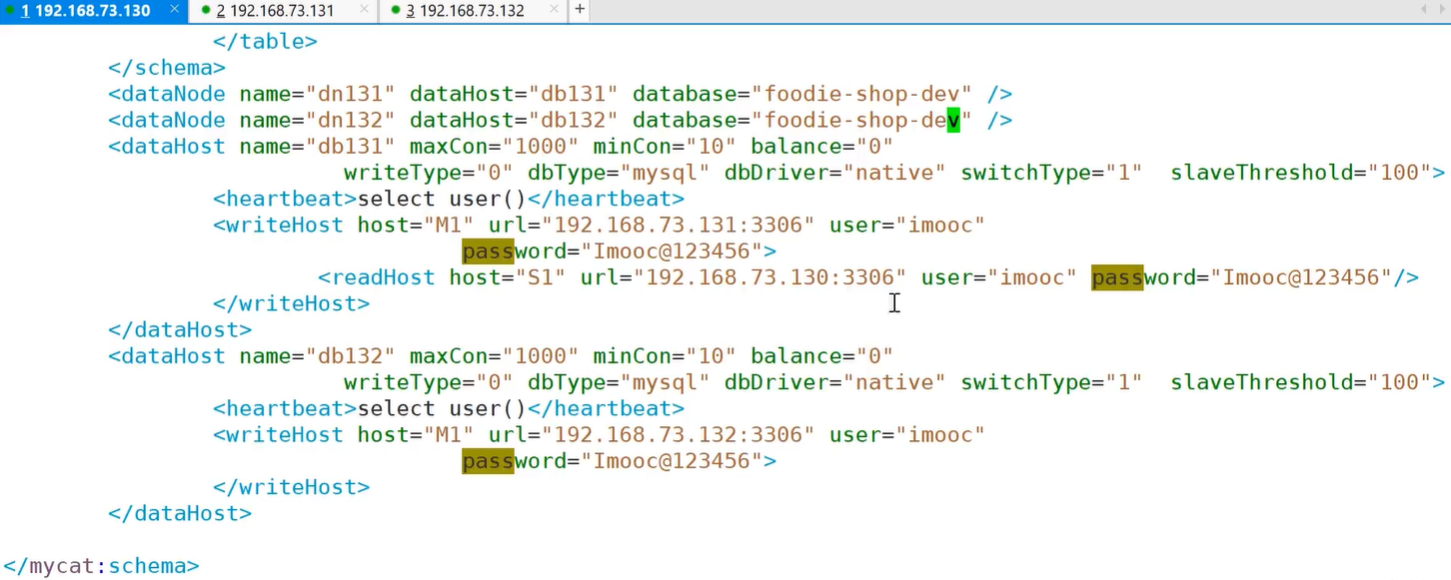 1 192.168.73.130 × 2 192.168.73.131 × 3 192.168.73.132 × +
</table>
</schema>
<dataNode name="dn131" dataHost="db131" database="foodie-shop-dev" />
<dataNode name="dn132" dataHost="db132" database="foodie-shop-dev" />
<dataHost name="db131" maxCon="1000" minCon="10" balance="0"
writeType="0" dbType="mysql" dbDriver="native" switchType="1"  slaveThreshold="100">
<heartbeat>select user()</heartbeat>
<writeHost host="M1" url="192.168.73.131:3306" user="imooc"
password="Imooc@123456">
<readHost host="S1" url="192.168.73.130:3306" user="imooc" password="Imooc@123456"/>
</writeHost>
</dataHost>
<dataHost name="db132" maxCon="1000" minCon="10" balance="0"
writeType="0" dbType="mysql" dbDriver="native" switchType="1"  slaveThreshold="100">
<heartbeat>select user()</heartbeat>
<writeHost host="M1" url="192.168.73.132:3306" user="imooc"
password="Imooc@123456">
</writeHost>
</dataHost>
</mycat:schema>